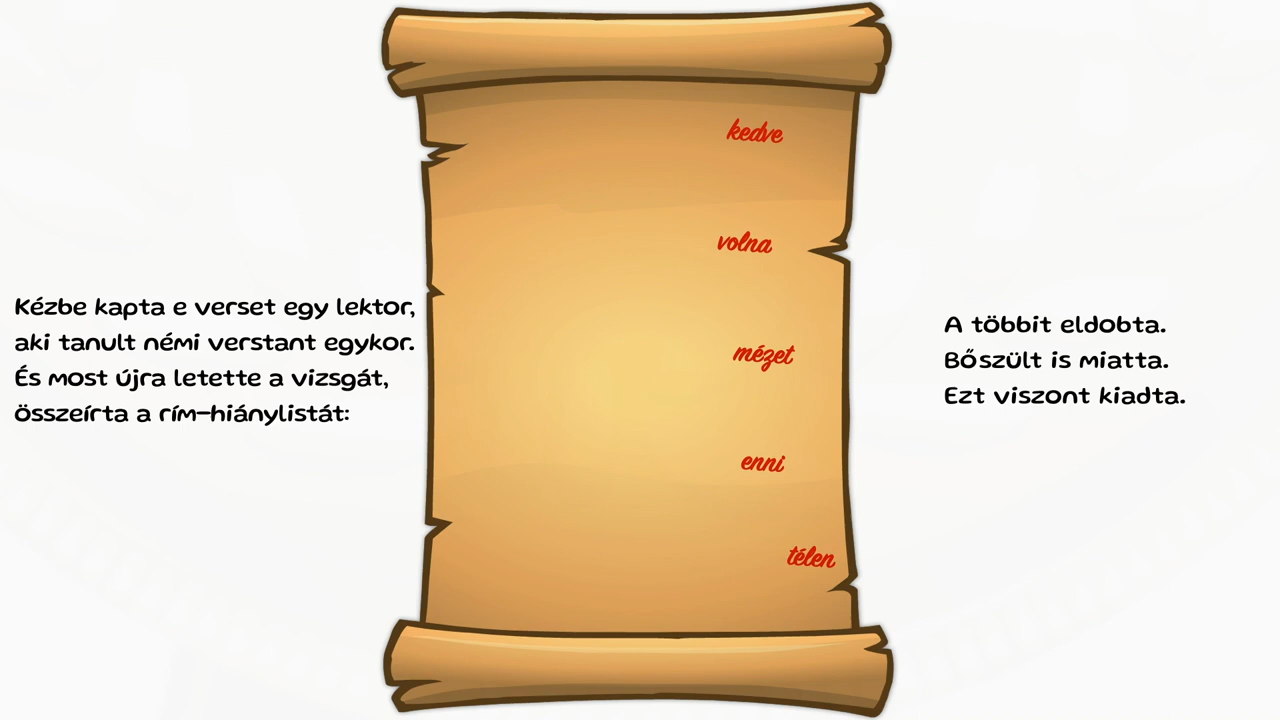 Kézbe kapta e verset egy lektor,
aki tanult némi verstant egykor.
És most újra letette a vizsgát,
összeírta a rím-hiánylistát:
kedve
volna
mézet
enni
télen
A többit eldobta.
Bőszült is miatta.
Ezt viszont kiadta.